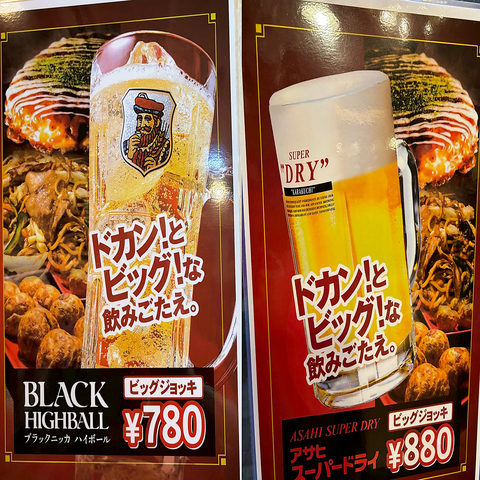 ドカン!と
ビッグ!な
飲みごたえ。
BLACK
HIGHBALL
ブラックニッカ ハイボール
ビッグジョッキ
¥780
SUPER
"DRY"
"KARAKUCHI"
ドカン!と
ビッグ!な
飲みごたえ。
ASAHI SUPER DRY
アサヒ
スーパードライ
ビッグジョッキ
¥880